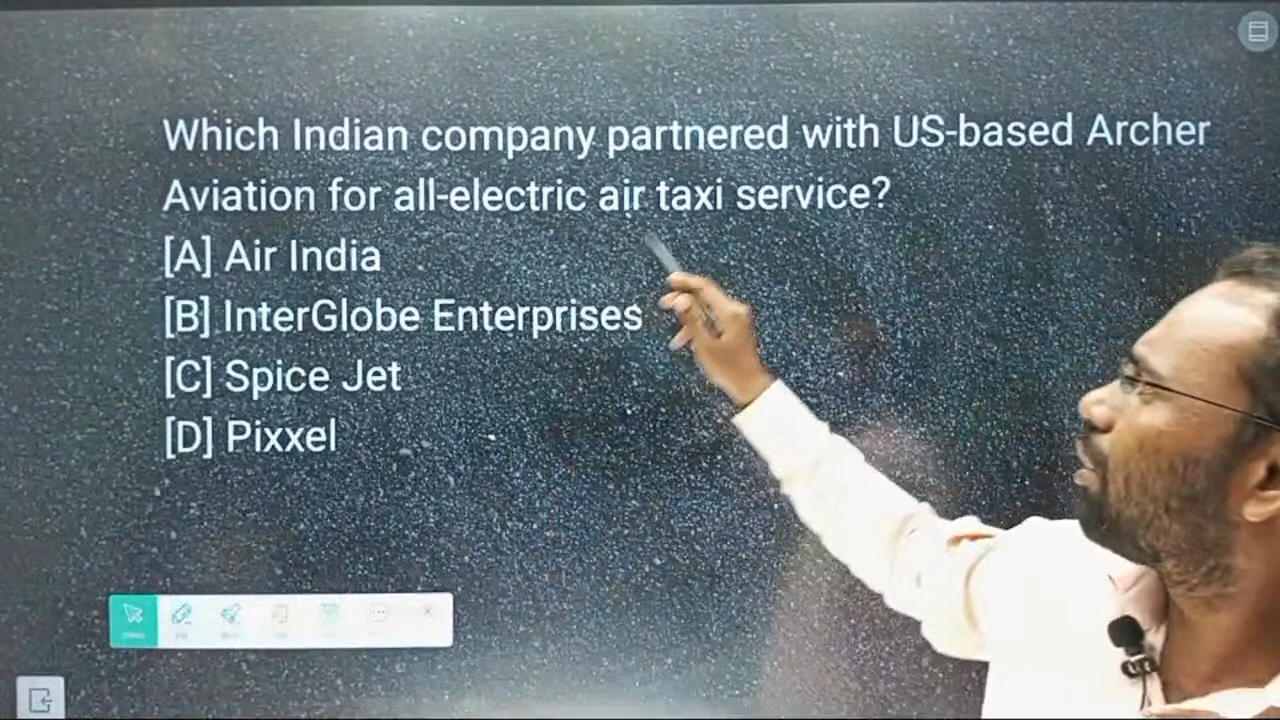 Which Indian company partnered with US-based Archer
Aviation for all-electric air taxi service?
[A] Air India
[B] InterGlobe Enterprises
[C] Spice Jet
[D] Pixxel